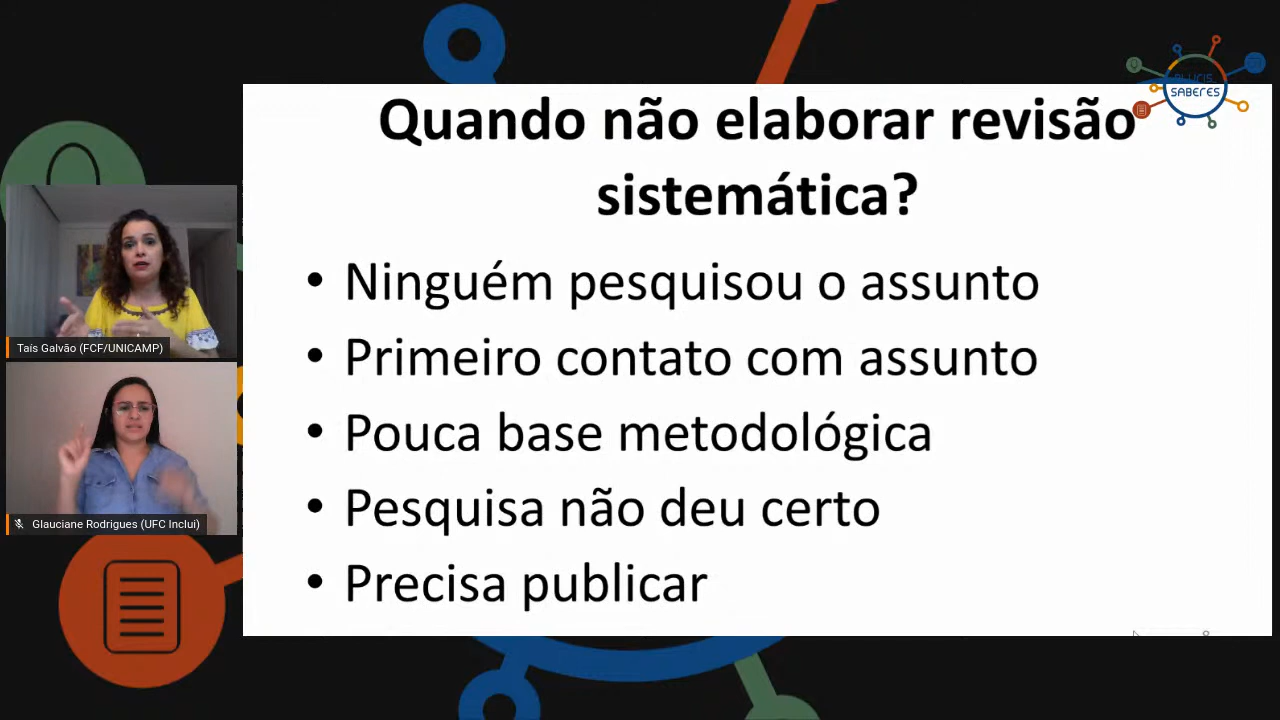 Quando não elaborar revisão
sistemática?
• Ninguém pesquisou o assunto
• Primeiro contato com assunto
• Pouca base metodológica
• Pesquisa não deu certo
• Precisa publicar
SABERES
Taís Galvão (FCF/UNICAMP)
Glauciane Rodrigues (UFC Inclui)